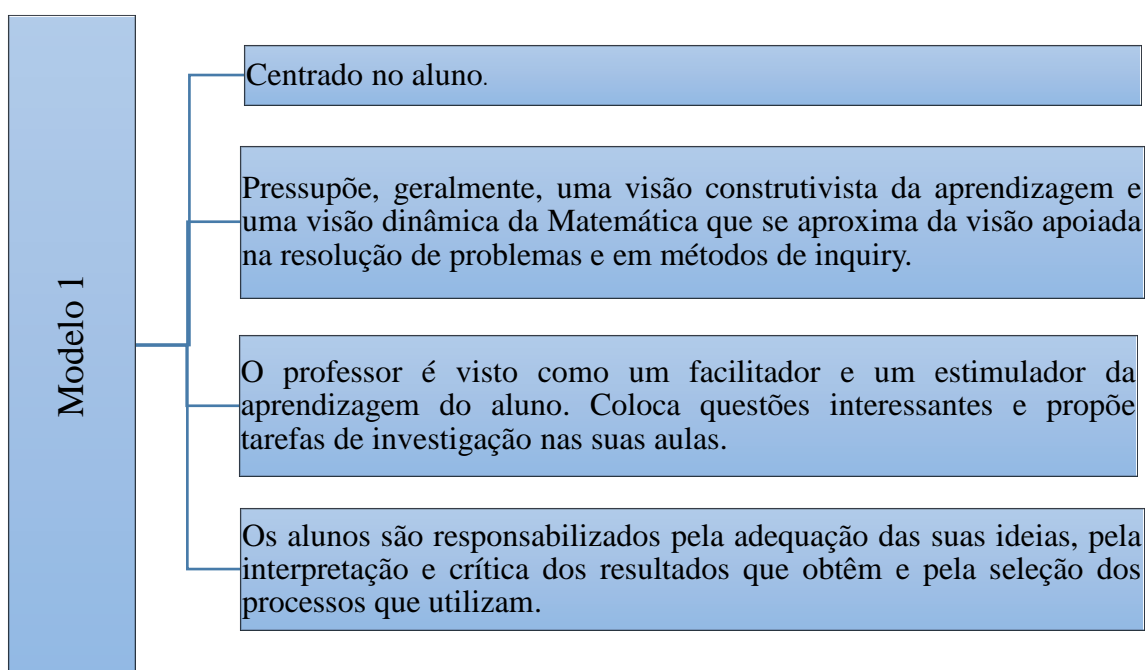 Modelo 1
Centrado no aluno.
Pressupõe, geralmente, uma visão construtivista da aprendizagem e
uma visão dinâmica da Matemática que se aproxima da visão apoiada
na resolução de problemas e em métodos de inquiry.
O professor é visto como um facilitador e um estimulador da
aprendizagem do aluno. Coloca questões interessantes e propõe
tarefas de investigação nas suas aulas.
Os alunos são responsabilizados pela adequação das suas ideias, pela
interpretação e crítica dos resultados que obtêm e pela seleção dos
processos que utilizam.